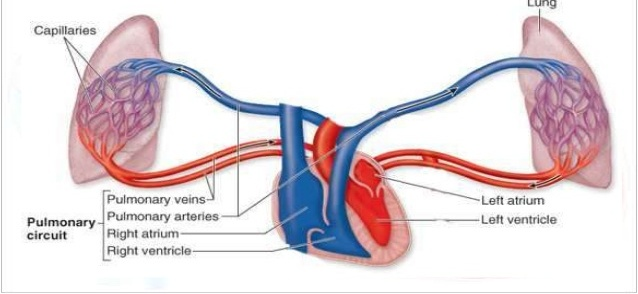 Lung
Capillaries
Pulmonary veins
Pulmonary arteries
Pulmonary circuit
Right atrium
Right ventricle
Left atrium
Left ventricle